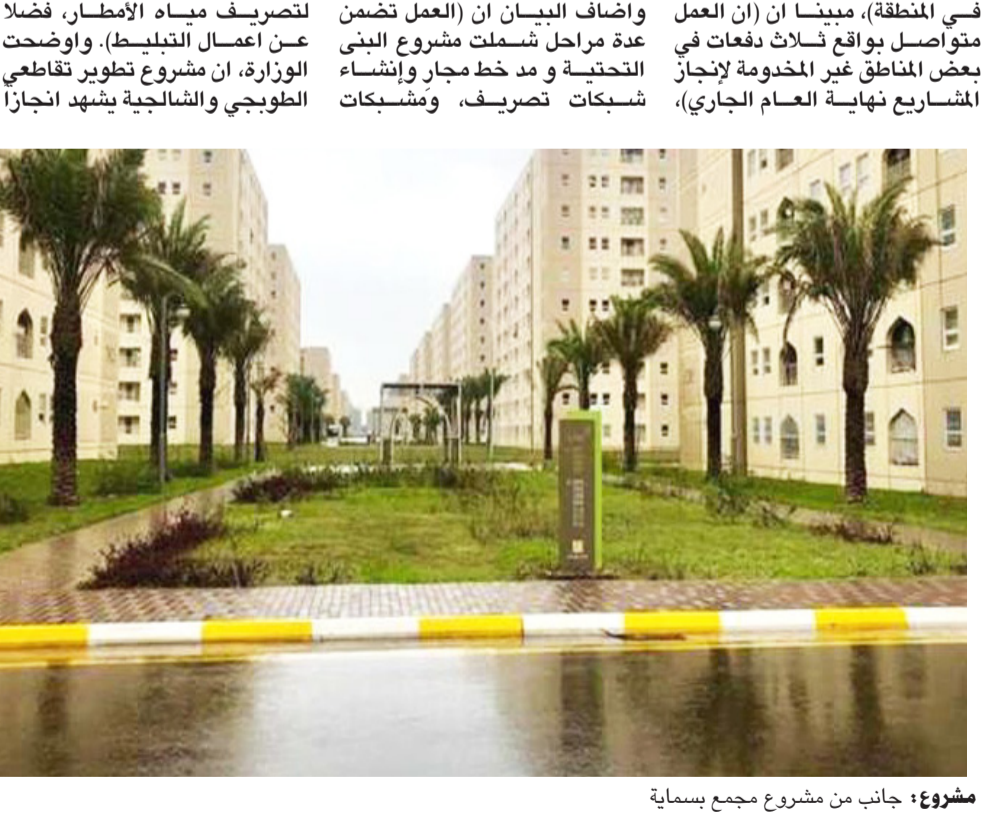 في المنطقة)، مبينا ان (ان العمل
متواصل بواقع ثلاث دفعات في
بعض المناطق غير المخدومة لإنجاز
المشاريع نهاية العام الجاري)،
واضاف البيان ان (العمل تضمن
عدة مراحل شملت مشروع البنى
التحتية و مد خط مجارٍ وإنشاء
شبكات تصريف، ومشبكات
لتصريف مياه الأمطار، فضلا
عن اعمال التبليط). واوضحت
الوزارة، ان مشروع تطوير تقاطعي
الطوبجي والشالجية يشهد انجازاً
مشروع: جانب من مشروع مجمع بسماية